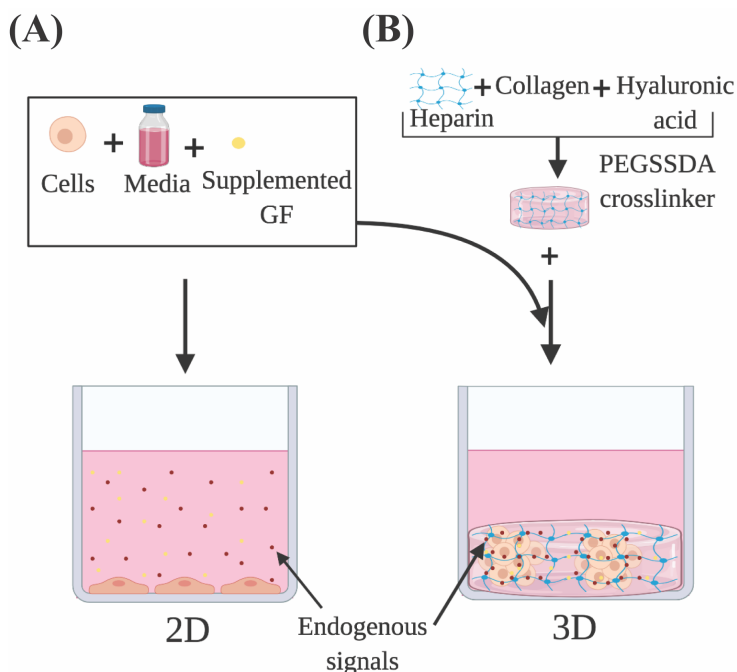 (A)
(B)
Cells + Media + Supplemented
GF
Heparin + Collagen + Hyaluronic
acid
PEGSSDA
crosslinker
+
2D
Endogenous
signals
3D